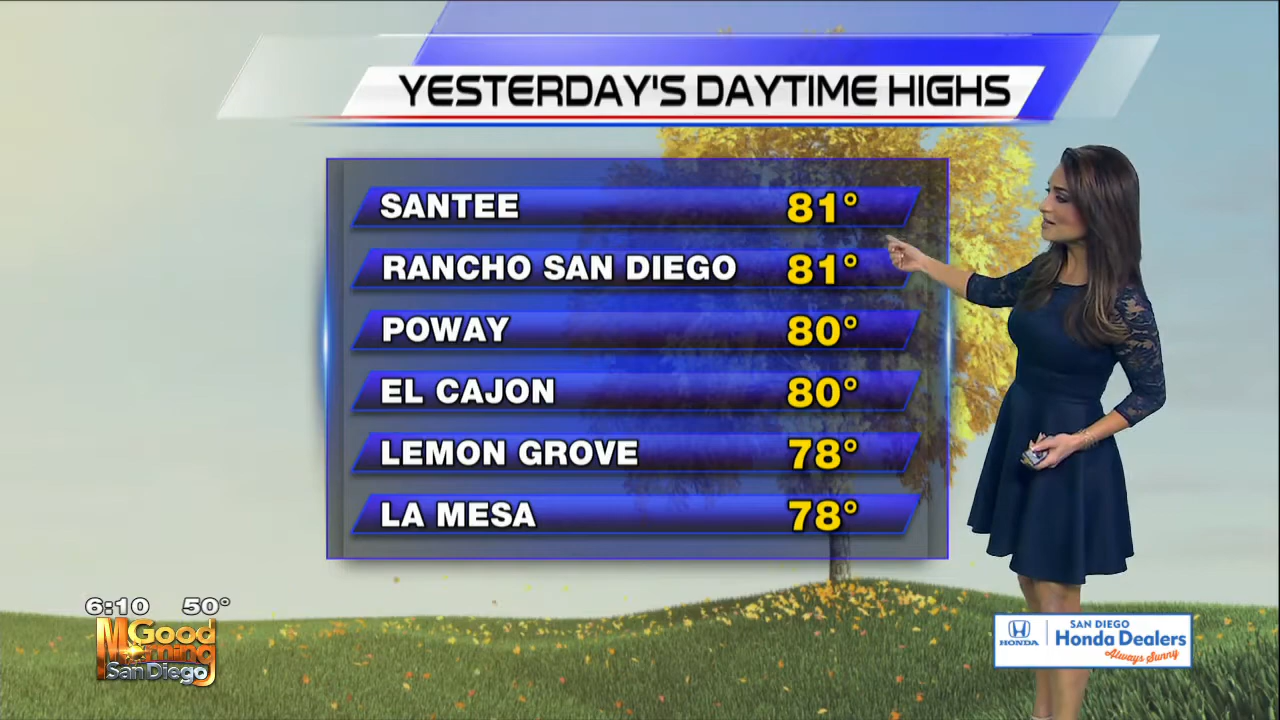 YESTERDAY'S DAYTIME HIGHS
SANTEE 81°
RANCHO SAN DIEGO 81°
POWAY 80°
EL CAJON 80°
LEMON GROVE 78°
LA MESA 78°
6:10 50°
Good
Morning
San Diego
HONDA
SAN DIEGO
Honda Dealers
Always Sunny